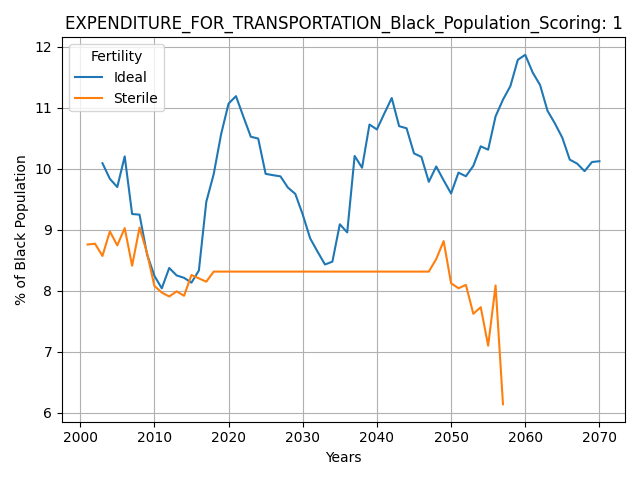 EXPENDITURE_FOR_TRANSPORTATION_Black_Population_Scoring: 1
Fertility
Ideal
Sterile
% of Black Population
12
11
10
9
8
7
6
2000 2010 2020 2030 2040 2050 2060 2070
Years